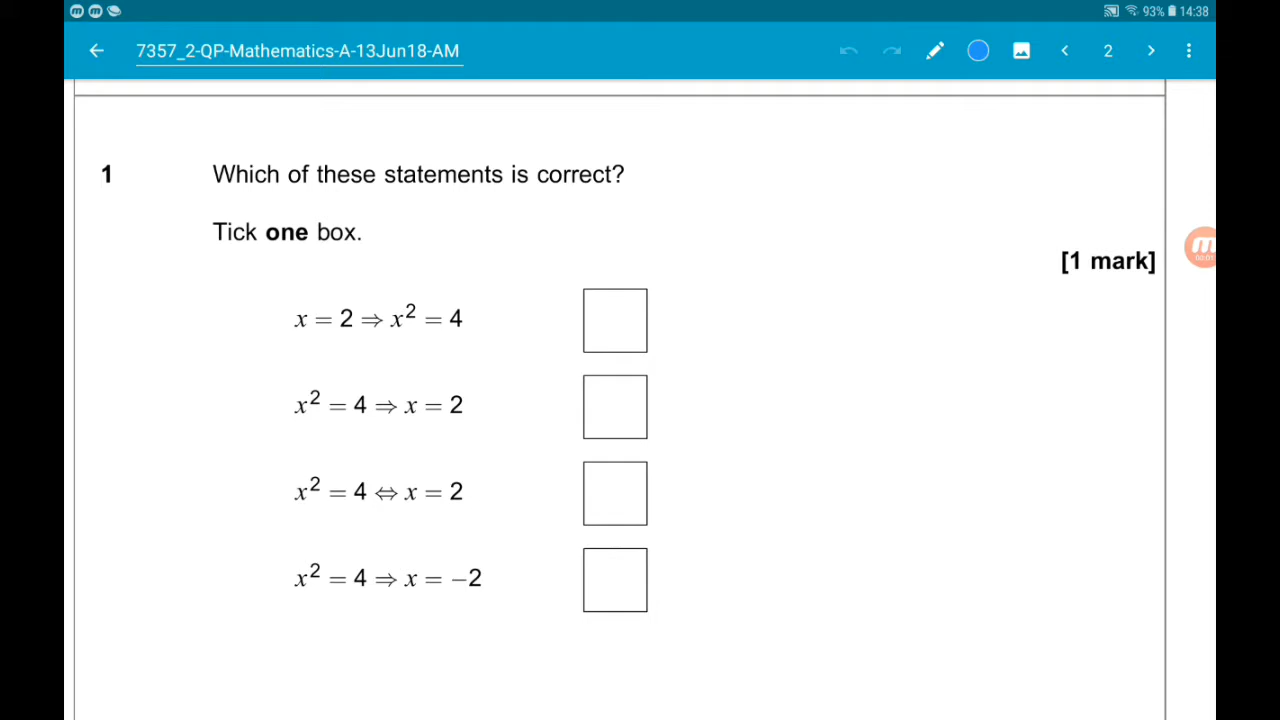 93% 14:38
7357_2-QP-Mathematics-A-13Jun18-AM 2
1 Which of these statements is correct?
Tick one box.
[1 mark]
x = 2 ⇒ x² = 4
x² = 4 ⇒ x = 2
x² = 4 ⇔ x = 2
x² = 4 ⇒ x = −2